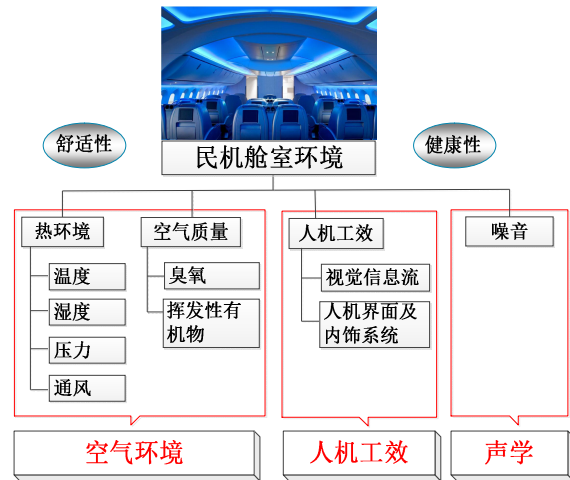 舒适性
健康性
民机舱室环境
热环境
空气质量
人机工效
噪音
温度
湿度
压力
通风
臭氧
挥发性有
机物
视觉信息流
人机界面及
内饰系统
空气环境
人机工效
声学